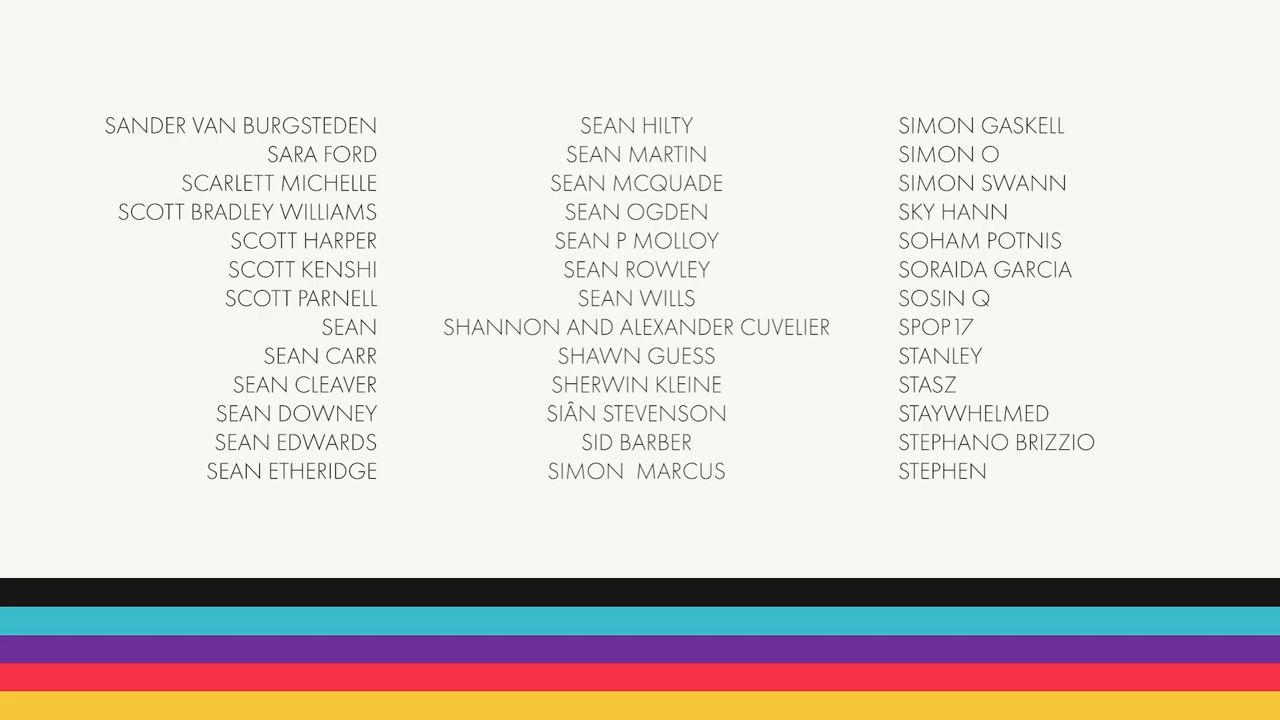 SANDER VAN BURGSTEDEN
SARA FORD
SCARLETT MICHELLE
SCOTT BRADLEY WILLIAMS
SCOTT HARPER
SCOTT KENSHI
SCOTT PARNELL
SEAN
SEAN CARR
SEAN CLEAVER
SEAN DOWNEY
SEAN EDWARDS
SEAN ETHERIDGE
SEAN HILTY
SEAN MARTIN
SEAN MCQUADE
SEAN OGDEN
SEAN P MOLLOY
SEAN ROWLEY
SEAN WILLS
SHANNON AND ALEXANDER CUVELIER
SHAWN GUESS
SHERWIN KLEINE
SIÂN STEVENSON
SID BARBER
SIMON  MARCUS
SIMON GASKELL
SIMON O
SIMON SWANN
SKY HANN
SOHAM POTNIS
SORAIDA GARCIA
SOSIN Q
SPOP17
STANLEY
STASZ
STAYWHELMED
STEPHANO BRIZZIO
STEPHEN